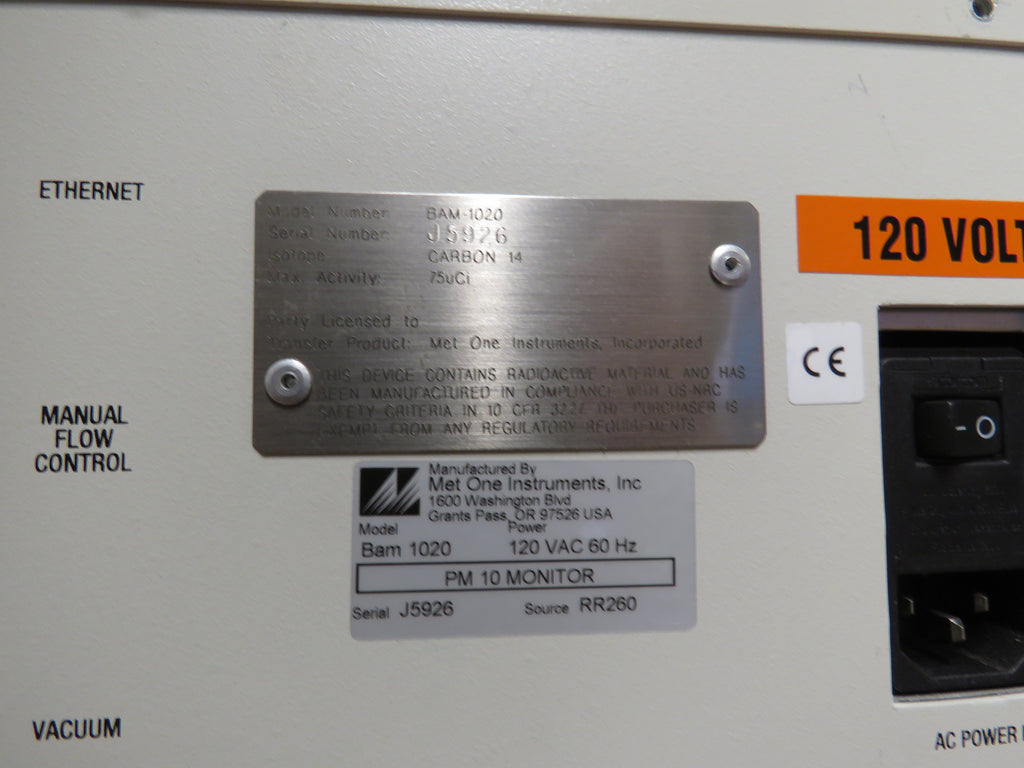 ETHERNET
Model Number: BAM-1020
Serial Number: J5926
Isotope CARBON 14
Max. Activity: 75uCi
Party Licensed to
Transfer Product: Met One Instruments, Incorporated
THIS DEVICE CONTAINS RADIOACTIVE MATERIAL AND HAS
BEEN MANUFACTURED IN COMPLIANCE WITH US-NRC
SAFETY CRITERIA IN 10 CFR THE PURCHASER IS
EXEMPT FROM ANY REGULATORY REQUIREMENTS
120 VOLT
CE
- O
MANUAL
FLOW
CONTROL
Manufactured By
Met One Instruments, Inc
1600 Washington Blvd
Grants Pass, OR 97526 USA
Model Power
Bam 1020 120 VAC 60 Hz
PM 10 MONITOR
Serial J5926 Source RR260
VACUUM
AC POWER